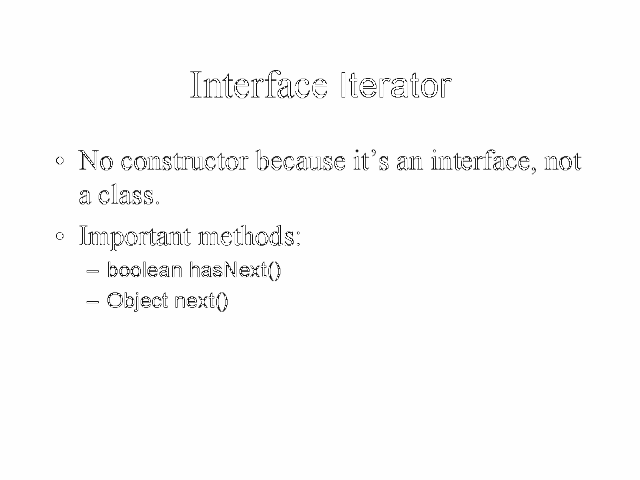 Interface Iterator
• No constructor because it’s an interface, not
a class.
• Important methods:
– boolean hasNext()
– Object next()